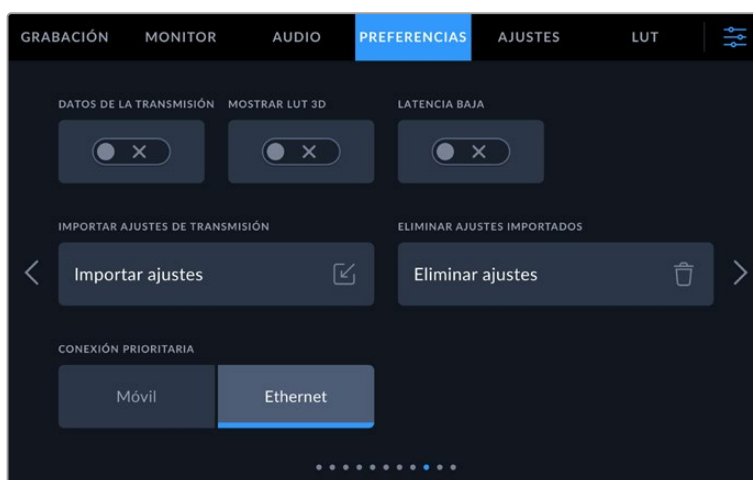 GRABACIÓN MONITOR AUDIO PREFERENCIAS AJUSTES LUT
DATOS DE LA TRANSMISIÓN MOSTRAR LUT 3D LATENCIA BAJA
IMPORTAR AJUSTES DE TRANSMISIÓN ELIMINAR AJUSTES IMPORTADOS
Importar ajustes Eliminar ajustes
CONEXIÓN PRIORITARIA
Móvil Ethernet